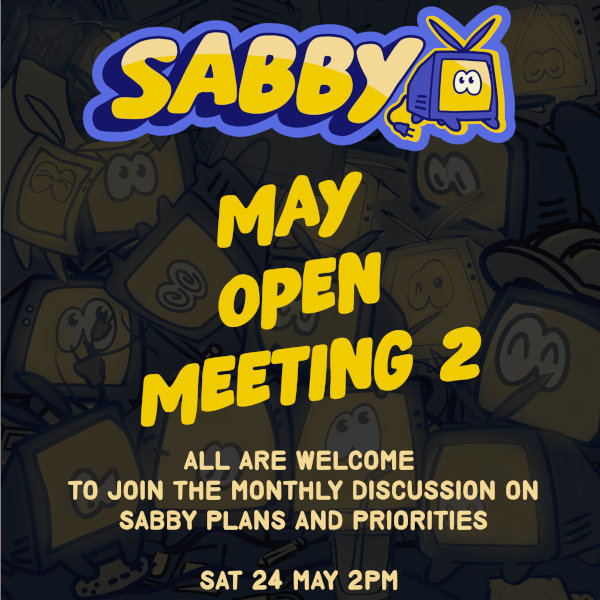 SABBY
MAY
OPEN
MEETING 2
ALL ARE WELCOME
TO JOIN THE MONTHLY DISCUSSION ON
SABBY PLANS AND PRIORITIES
SAT 24 MAY 2PM